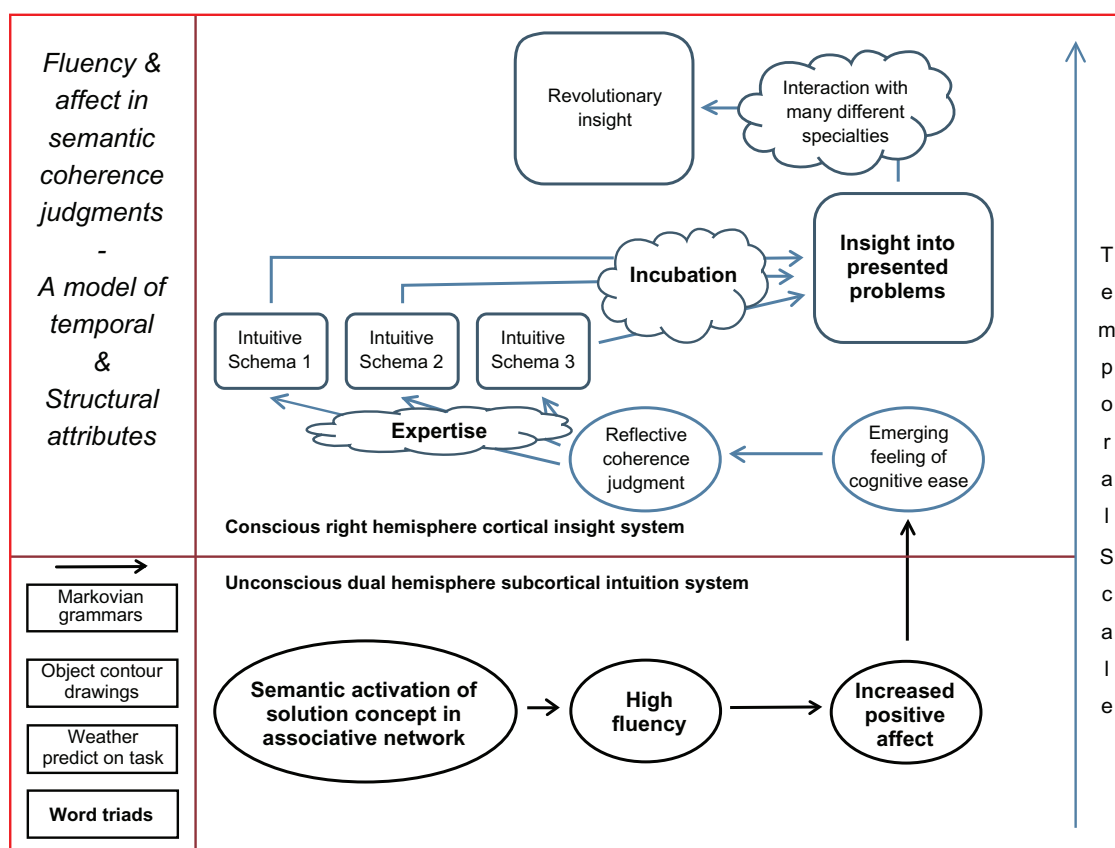 Fluency &
affect in
semantic
coherence
judgments
-
A model of
temporal
&
Structural
attributes
Revolutionary
insight
Interaction with
many different
specialties
Insight into
presented
problems
Incubation
Intuitive
Schema 1
Intuitive
Schema 2
Intuitive
Schema 3
Expertise
Reflective
coherence
judgment
Emerging
feeling of
cognitive ease
Conscious right hemisphere cortical insight system
Unconscious dual hemisphere subcortical intuition system
Markovian
grammars
Object contour
drawings
Weather
predict on task
Word triads
Semantic activation of
solution concept in
associative network
High
fluency
Increased
positive
affect
T
e
m
p
o
r
a
l
S
c
a
l
e